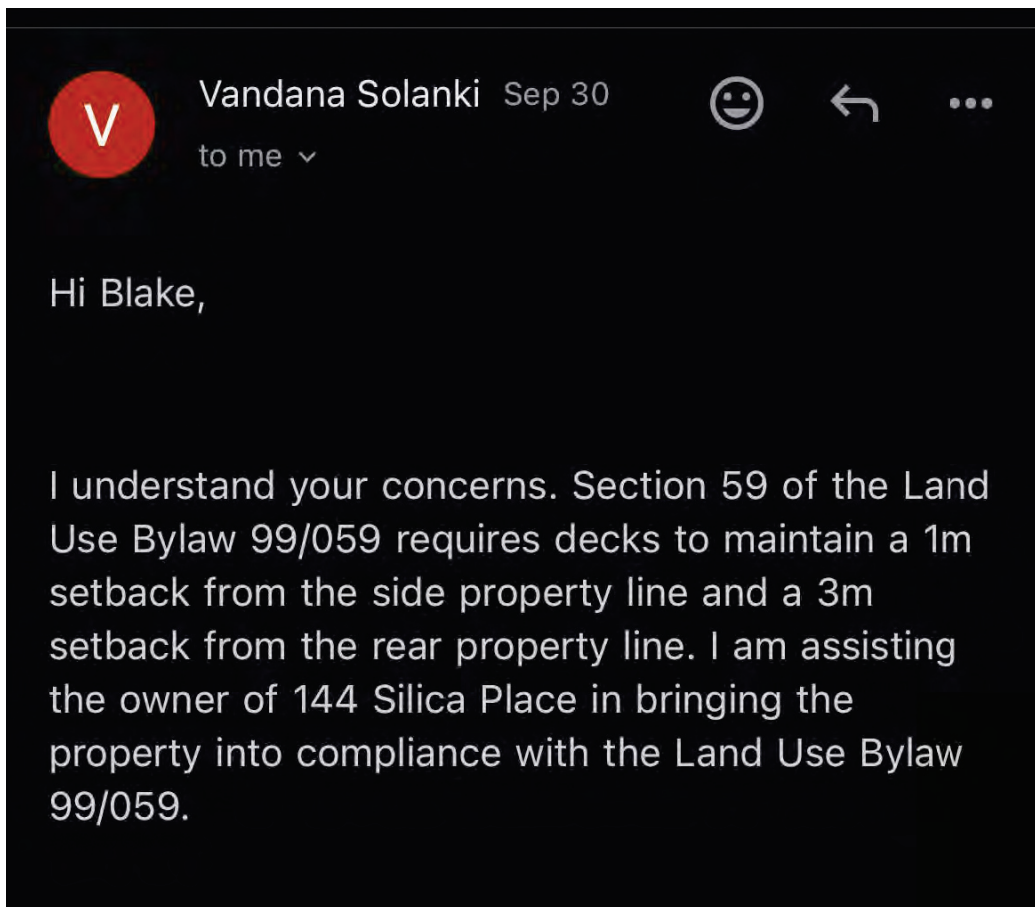 V
Vandana Solanki Sep 30
to me
Hi Blake,
I understand your concerns. Section 59 of the Land
Use Bylaw 99/059 requires decks to maintain a 1m
setback from the side property line and a 3m
setback from the rear property line. I am assisting
the owner of 144 Silica Place in bringing the
property into compliance with the Land Use Bylaw
99/059.